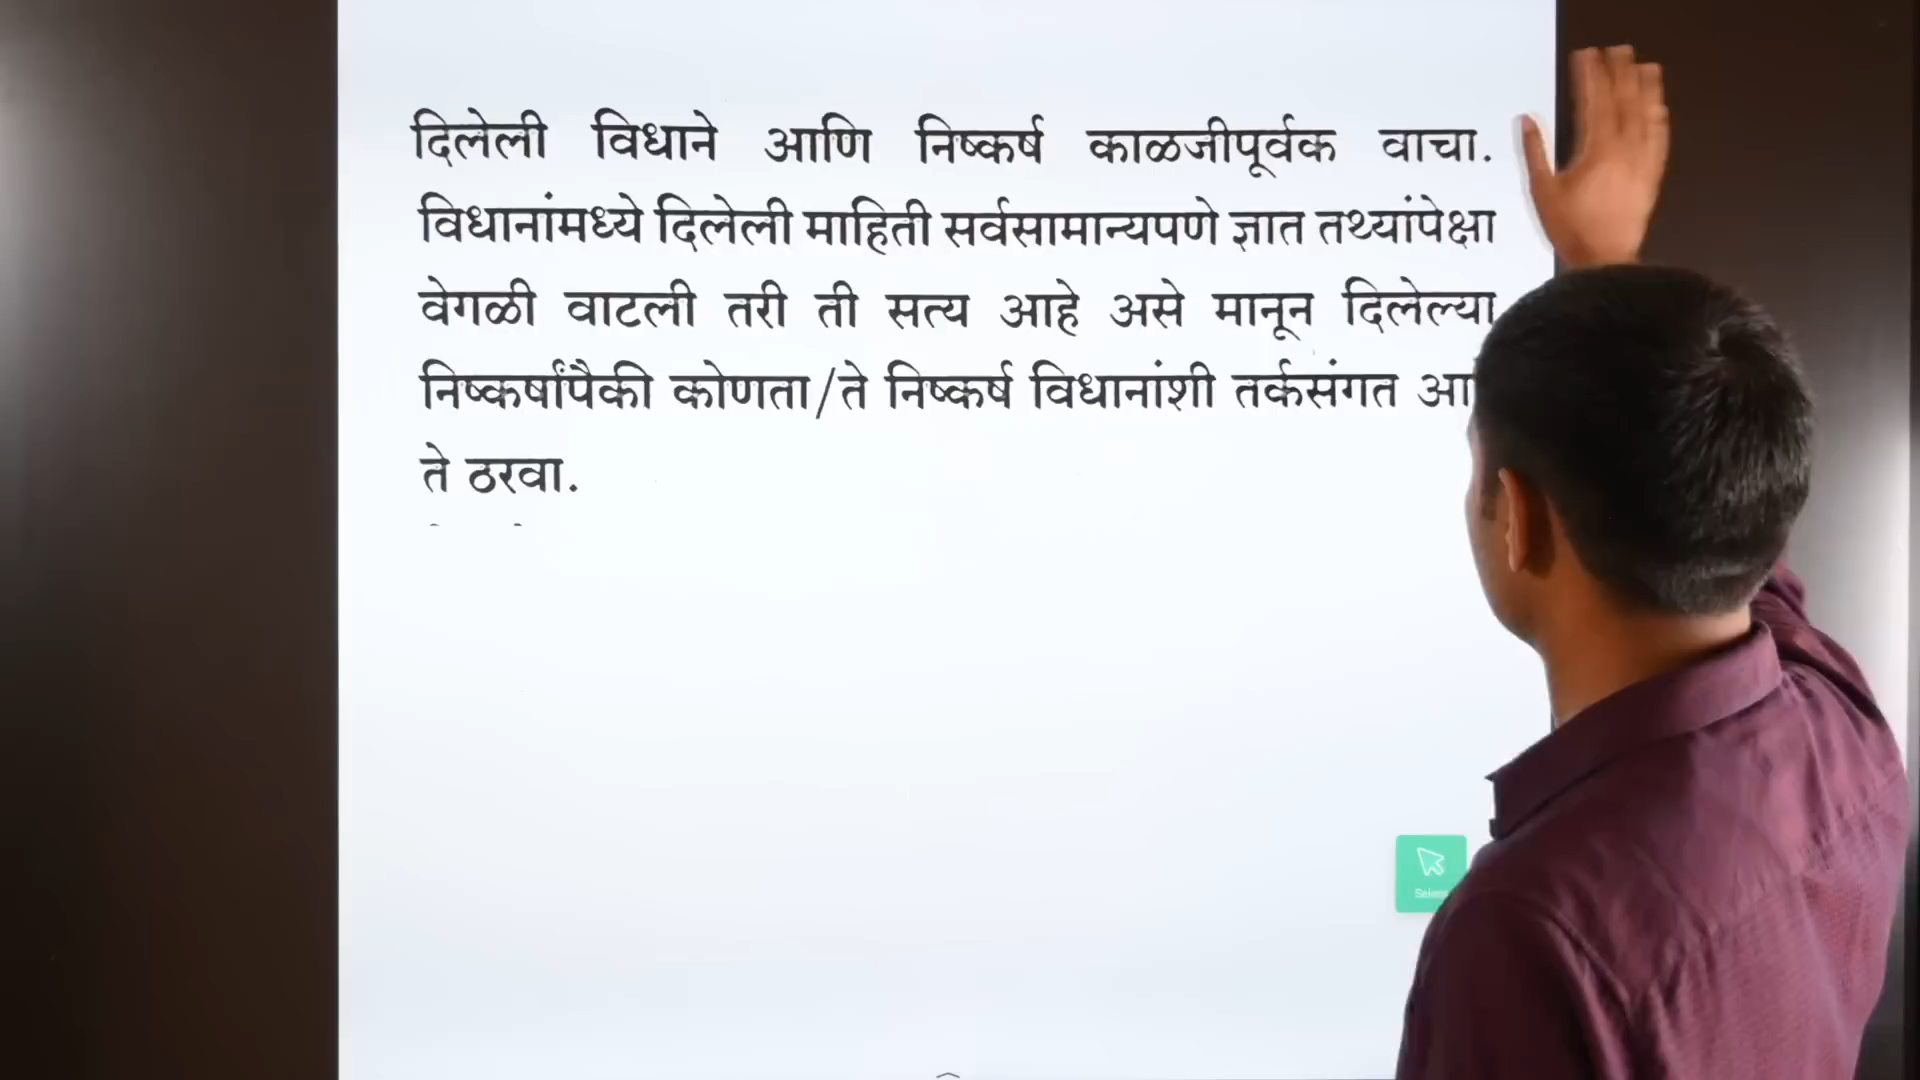 दिलेली विधाने आणि निष्कर्ष काळजीपूर्वक वाचा.
विधानांमध्ये दिलेली माहिती सर्वसामान्यपणे ज्ञात तथ्यांपेक्षा
वेगळी वाटली तरी ती सत्य आहे असे मानून दिलेल्या
निष्कर्षांपैकी कोणता/ते निष्कर्ष विधानांशी तर्कसंगत
ते ठरवा.